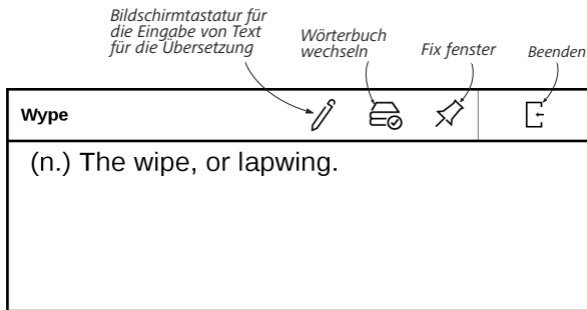 Bildschirmtastatur für
die Eingabe von Text
für die Übersetzung
Wörterbuch
wechseln
Fix fenster
Beenden
Wype
(n.) The wipe, or lapwing.